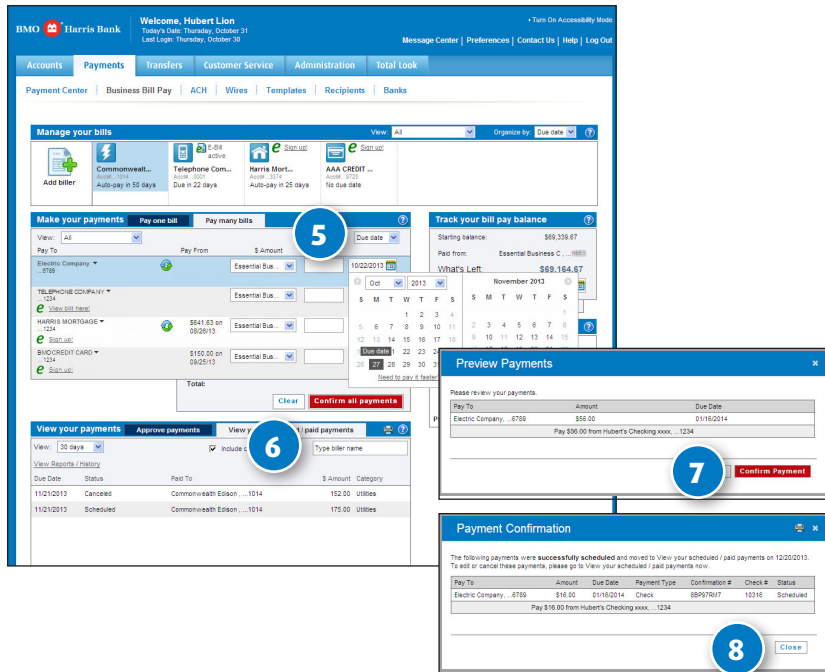 BMO Harris Bank
Welcome, Hubert Lion
Today's Date: Thursday, October 31
Last Login: Thursday, October 30
Turn On Accessibility Mode
Message Center | Preferences | Contact Us | Help | Log Out
Accounts Payments Transfers Customer Service Administration Total Look
Payment Center | Business Bill Pay | ACH | Wires | Templates | Recipients | Banks
Manage your bills View: All Organize by: Due date ?
Add biller
Commonwealt...
Acct#...1014
Auto-pay in 50 days
E-Bill
active
Telephone Com...
Acct#...0001
Due in 22 days
e Sign up!
Harris Mort...
Acct#...3374
Auto-pay in 25 days
e Sign up!
AAA CREDIT ...
Acct#...8725
No due date
Make your payments Pay one bill Pay many bills ?
5
View: All Due date
Pay To Pay From $ Amount
Electric Company Essential Bus... 10/22/2013
...6789
TELEPHONE COMPANY Essential Bus...
...1234
e View bill here!
HARRIS MORTGAGE $641.63 on Essential Bus...
...1234 08/26/13
e Sign up!
BMO CREDIT CARD $150.00 on Essential Bus...
...1234 09/25/13
e Sign up!
Total:
Clear Confirm all payments
Oct 2013
S M T W T F S
1 2 3 4
5 6 7 8 9 10 11
12 13 14 15 16 17 18
Due date 1 22 23
26 27 28 29 30
Need to pay it faster
November 2013
S M T W T F S
1
2 3 4 5 6 7 8
9 10 11 12 13 14 15
Track your bill pay balance ?
Starting balance: $69,339.67
Paid from: Essential Business C , ...
What's Left: $69,164.67
?
View your payments Approve payments / paid payments ?
6
View: 30 days Include Type biller name
View Reports / History
Due Date Status Paid To $ Amount Category
11/21/2013 Canceled Commonwealth Edison , ...1014 152.00 Utilities
11/21/2013 Scheduled Commonwealth Edison , ...1014 175.00 Utilities
Preview Payments x
Please review your payments.
Pay To Amount Due Date
Electric Company, ...6789 $56.00 01/16/2014
Pay $56.00 from Hubert's Checking xxxx, ...1234
7
Confirm Payment
Payment Confirmation x
The following payments were successfully scheduled and moved to View your scheduled / paid payments on 12/20/2013.
To edit or cancel these payments, please go to View your scheduled / paid payments now.
Pay To Amount Due Date Payment Type Confirmation # Check # Status
Electric Company, ...6789 $16.00 01/16/2014 Check 8BP97RM7 10316 Scheduled
Pay $16.00 from Hubert's Checking xxxx, ...1234
8
Close